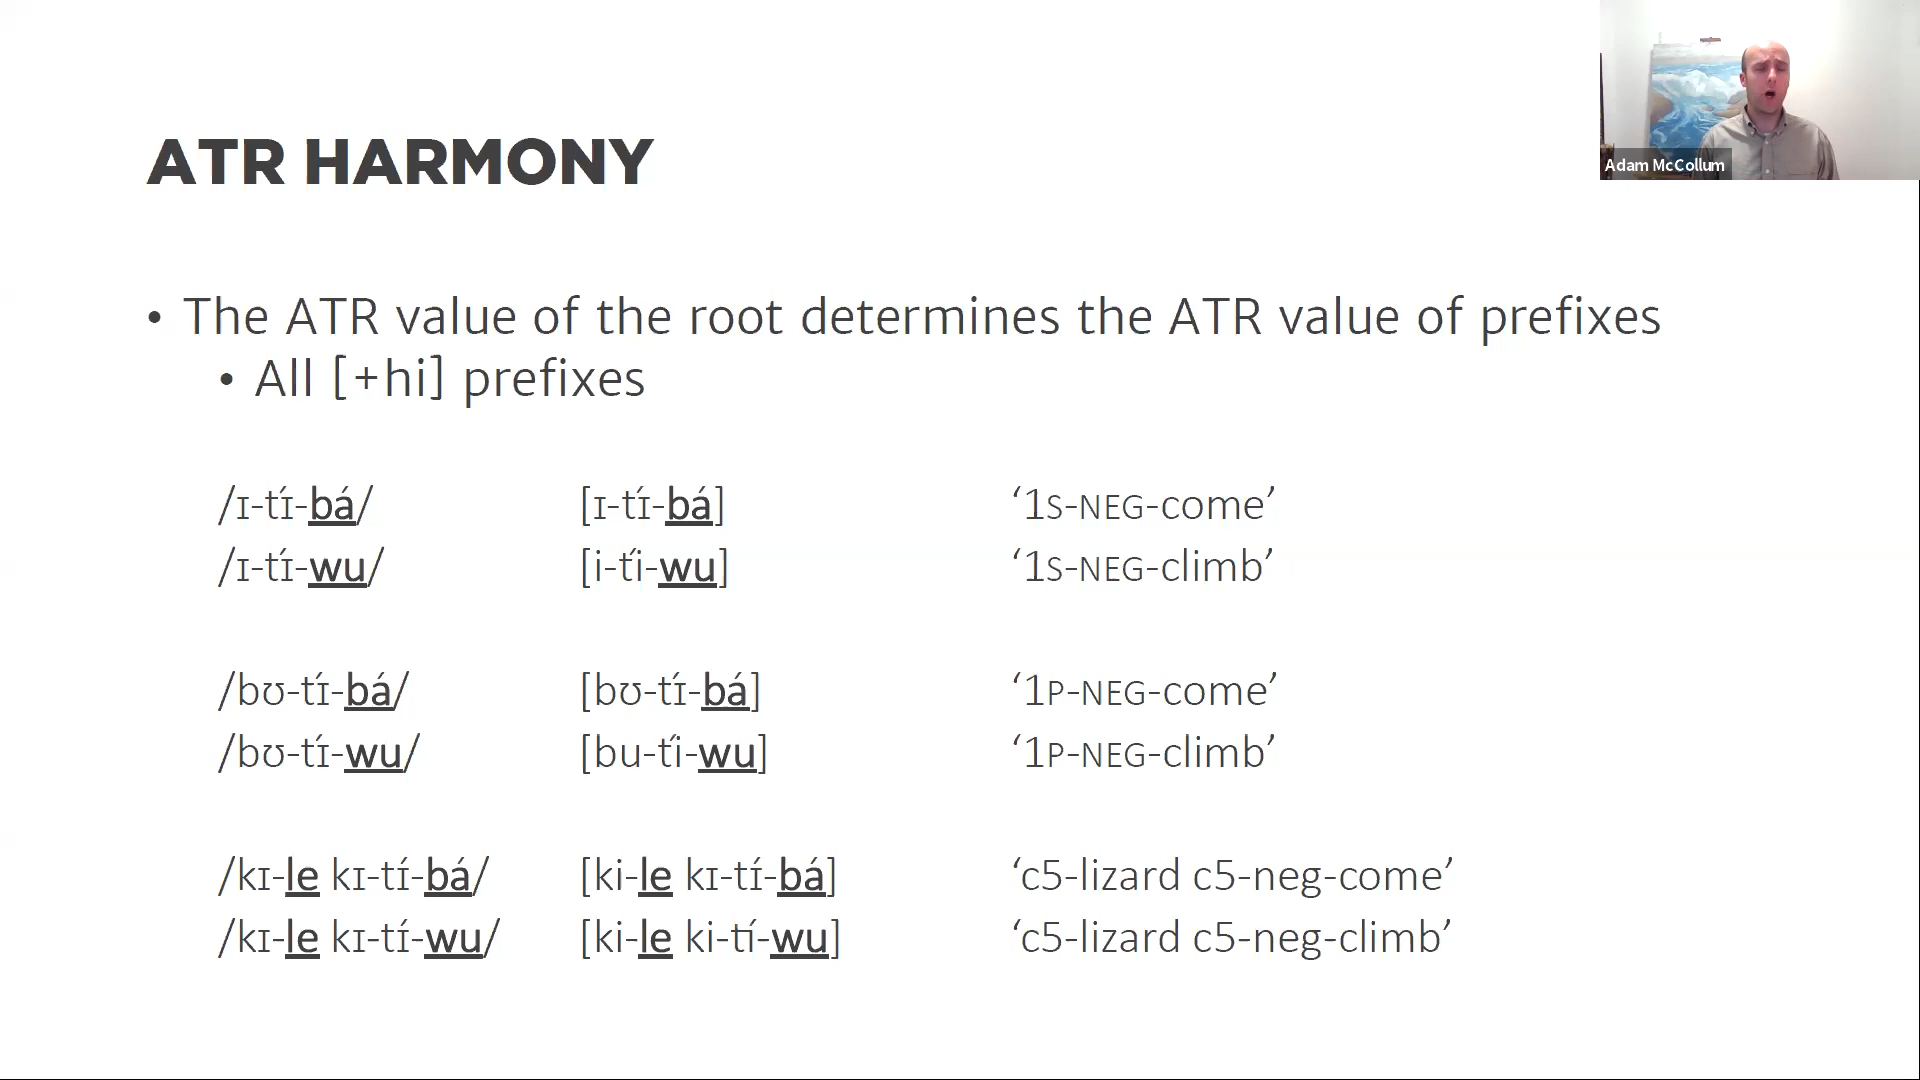 Adam McCollum
ATR HARMONY
• The ATR value of the root determines the ATR value of prefixes
• All [+hi] prefixes
/ɪ-tɪ́-bá/ [ɪ-tɪ́-bá] ‘1S-NEG-come’
/ɪ-tɪ́-wu/ [i-tí-wu] ‘1S-NEG-climb’
/bʊ-tɪ́-bá/ [bʊ-tɪ́-bá] ‘1P-NEG-come’
/bʊ-tɪ́-wu/ [bu-tí-wu] ‘1P-NEG-climb’
/kɪ-le kɪ-tɪ́-bá/ [ki-le kɪ-tɪ́-bá] ‘c5-lizard c5-neg-come’
/kɪ-le kɪ-tɪ́-wu/ [ki-le ki-tí-wu] ‘c5-lizard c5-neg-climb’